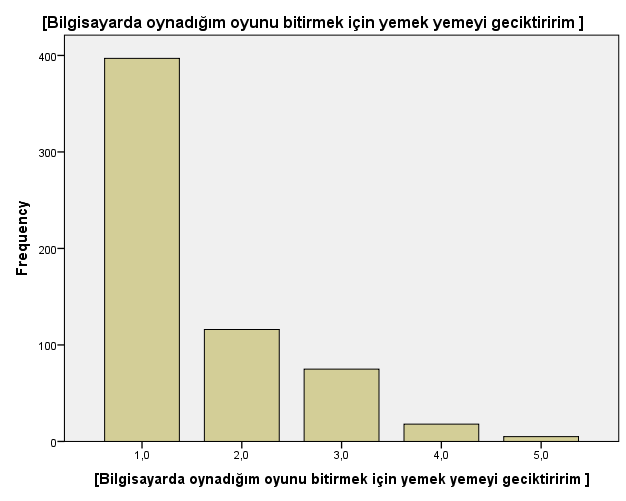 [Bilgisayarda oynadığım oyunu bitirmek için yemek yemeyi geciktiririm ]
400
300
200
100
0
Frequency
1,0 2,0 3,0 4,0 5,0
[Bilgisayarda oynadığım oyunu bitirmek için yemek yemeyi geciktiririm ]